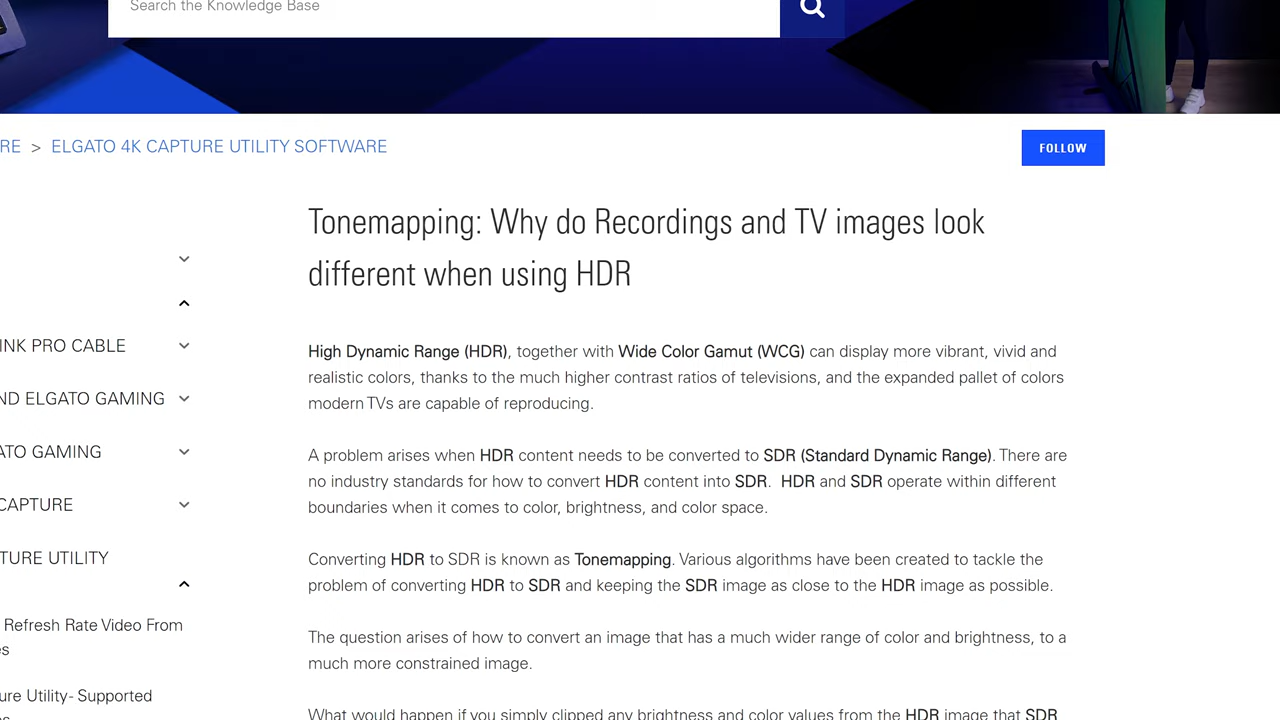 Search the Knowledge Base
RE > ELGATO 4K CAPTURE UTILITY SOFTWARE
FOLLOW
Tonemapping: Why do Recordings and TV images look
different when using HDR
INK PRO CABLE
ND ELGATO GAMING
ATO GAMING
CAPTURE
TURE UTILITY
Refresh Rate Video From
es
ure Utility - Supported
High Dynamic Range (HDR), together with Wide Color Gamut (WCG) can display more vibrant, vivid and
realistic colors, thanks to the much higher contrast ratios of televisions, and the expanded pallet of colors
modern TVs are capable of reproducing.
A problem arises when HDR content needs to be converted to SDR (Standard Dynamic Range). There are
no industry standards for how to convert HDR content into SDR. HDR and SDR operate within different
boundaries when it comes to color, brightness, and color space.
Converting HDR to SDR is known as Tonemapping. Various algorithms have been created to tackle the
problem of converting HDR to SDR and keeping the SDR image as close to the HDR image as possible.
The question arises of how to convert an image that has a much wider range of color and brightness, to a
much more constrained image.
What would happen if you simply clipped any brightness and color values from the HDR image that SDR